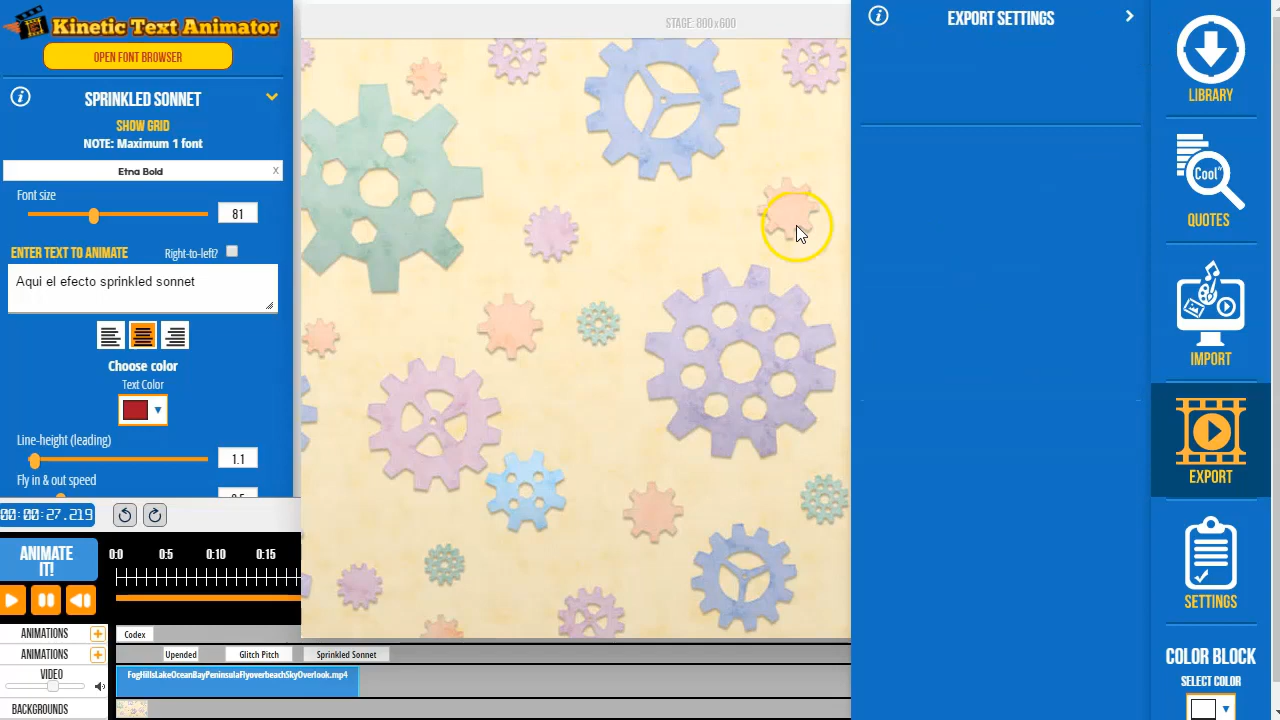 Kinetic Text Animator
OPEN FONT BROWSER
SPRINKLED SONNET
SHOW GRID
NOTE: Maximum 1 font
Etna Bold
X
Font size
81
ENTER TEXT TO ANIMATE
Right-to-left?
Aqui el efecto sprinkled sonnet
Choose color
Text Color
Line-height (leading)
1.1
Fly in & out speed
00:00:27.219
ANIMATE
IT!
0:0 0:5 0:10 0:15
ANIMATIONS +
Codex
ANIMATIONS +
Upended Glitch Pitch Sprinkled Sonnet
VIDEO
FogHillsLakeOceanBayPeninsulaFlyoverbeachSkyOverlook.mp4
BACKGROUNDS
STAGE: 800x600
EXPORT SETTINGS
LIBRARY
Cool"
QUOTES
IMPORT
EXPORT
SETTINGS
COLOR BLOCK
SELECT COLOR